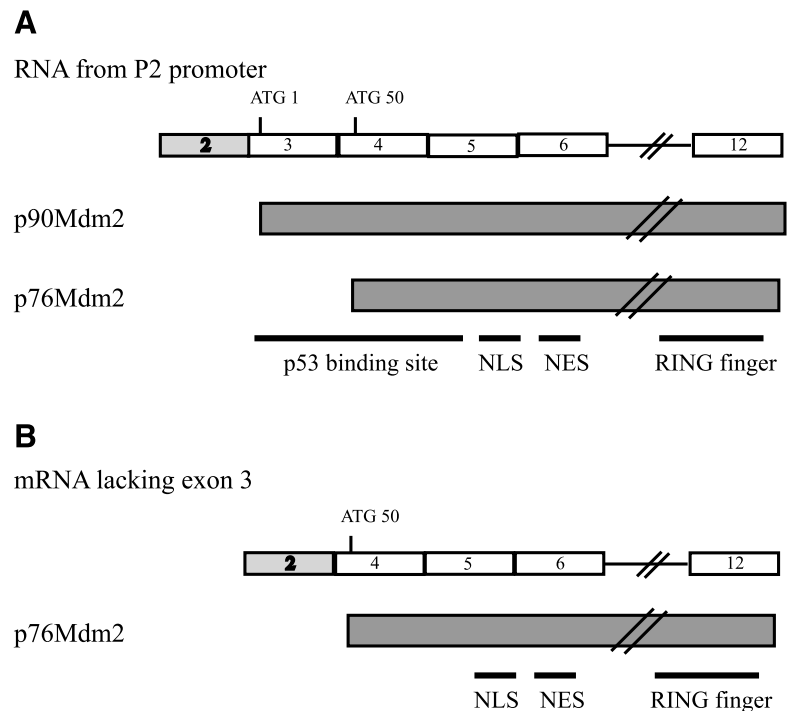 A
RNA from P2 promoter
ATG 1 ATG 50
2 3 4 5 6 12
p90Mdm2
p76Mdm2
p53 binding site NLS NES RING finger
B
mRNA lacking exon 3
ATG 50
2 4 5 6 12
p76Mdm2
NLS NES RING finger